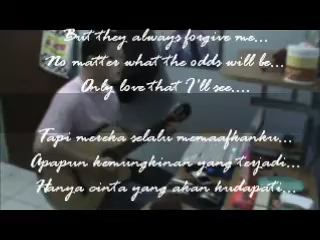 But they always forgive me...
No matter what the odds will be...
Only love that I'll see....
Tapi mereka selalu memaafkanku...
Apapun kemungkinan yang terjadi...
Hanya cinta yang akan kudapati...